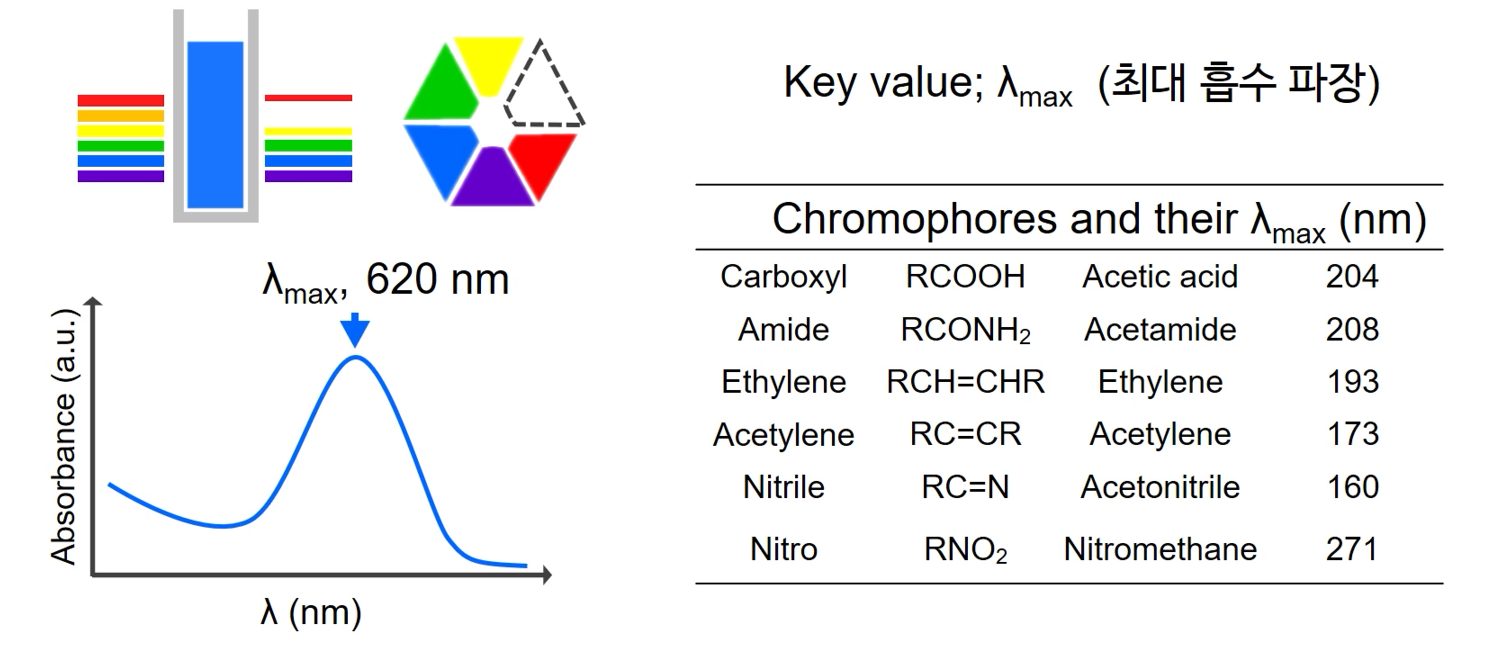 Key value; λmax (최대 흡수 파장)
λmax, 620 nm
Absorbance (a.u.)
λ (nm)
Chromophores and their λmax (nm)
Carboxyl RCOOH Acetic acid 204
Amide RCONH2 Acetamide 208
Ethylene RCH=CHR Ethylene 193
Acetylene RC=CR Acetylene 173
Nitrile RC=N Acetonitrile 160
Nitro RNO2 Nitromethane 271